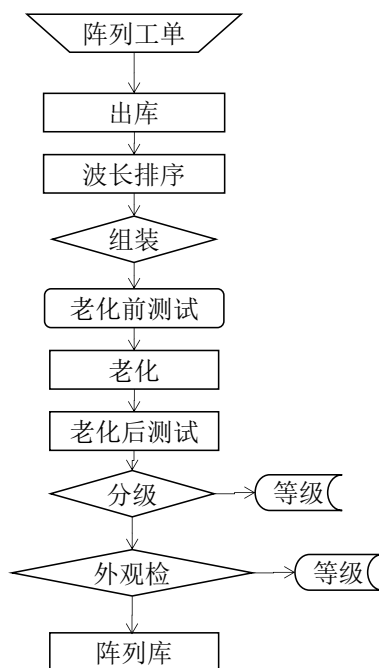 阵列工单
出库
波长排序
组装
老化前测试
老化
老化后测试
分级
等级
外观检
等级
阵列库